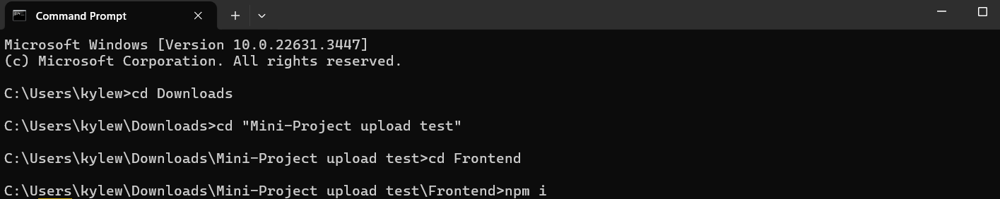 Command Prompt
Microsoft Windows [Version 10.0.22631.3447]
(c) Microsoft Corporation. All rights reserved.
C:\Users\kylew>cd Downloads
C:\Users\kylew\Downloads>cd "Mini-Project upload test"
C:\Users\kylew\Downloads\Mini-Project upload test>cd Frontend
C:\Users\kylew\Downloads\Mini-Project upload test\Frontend>npm i